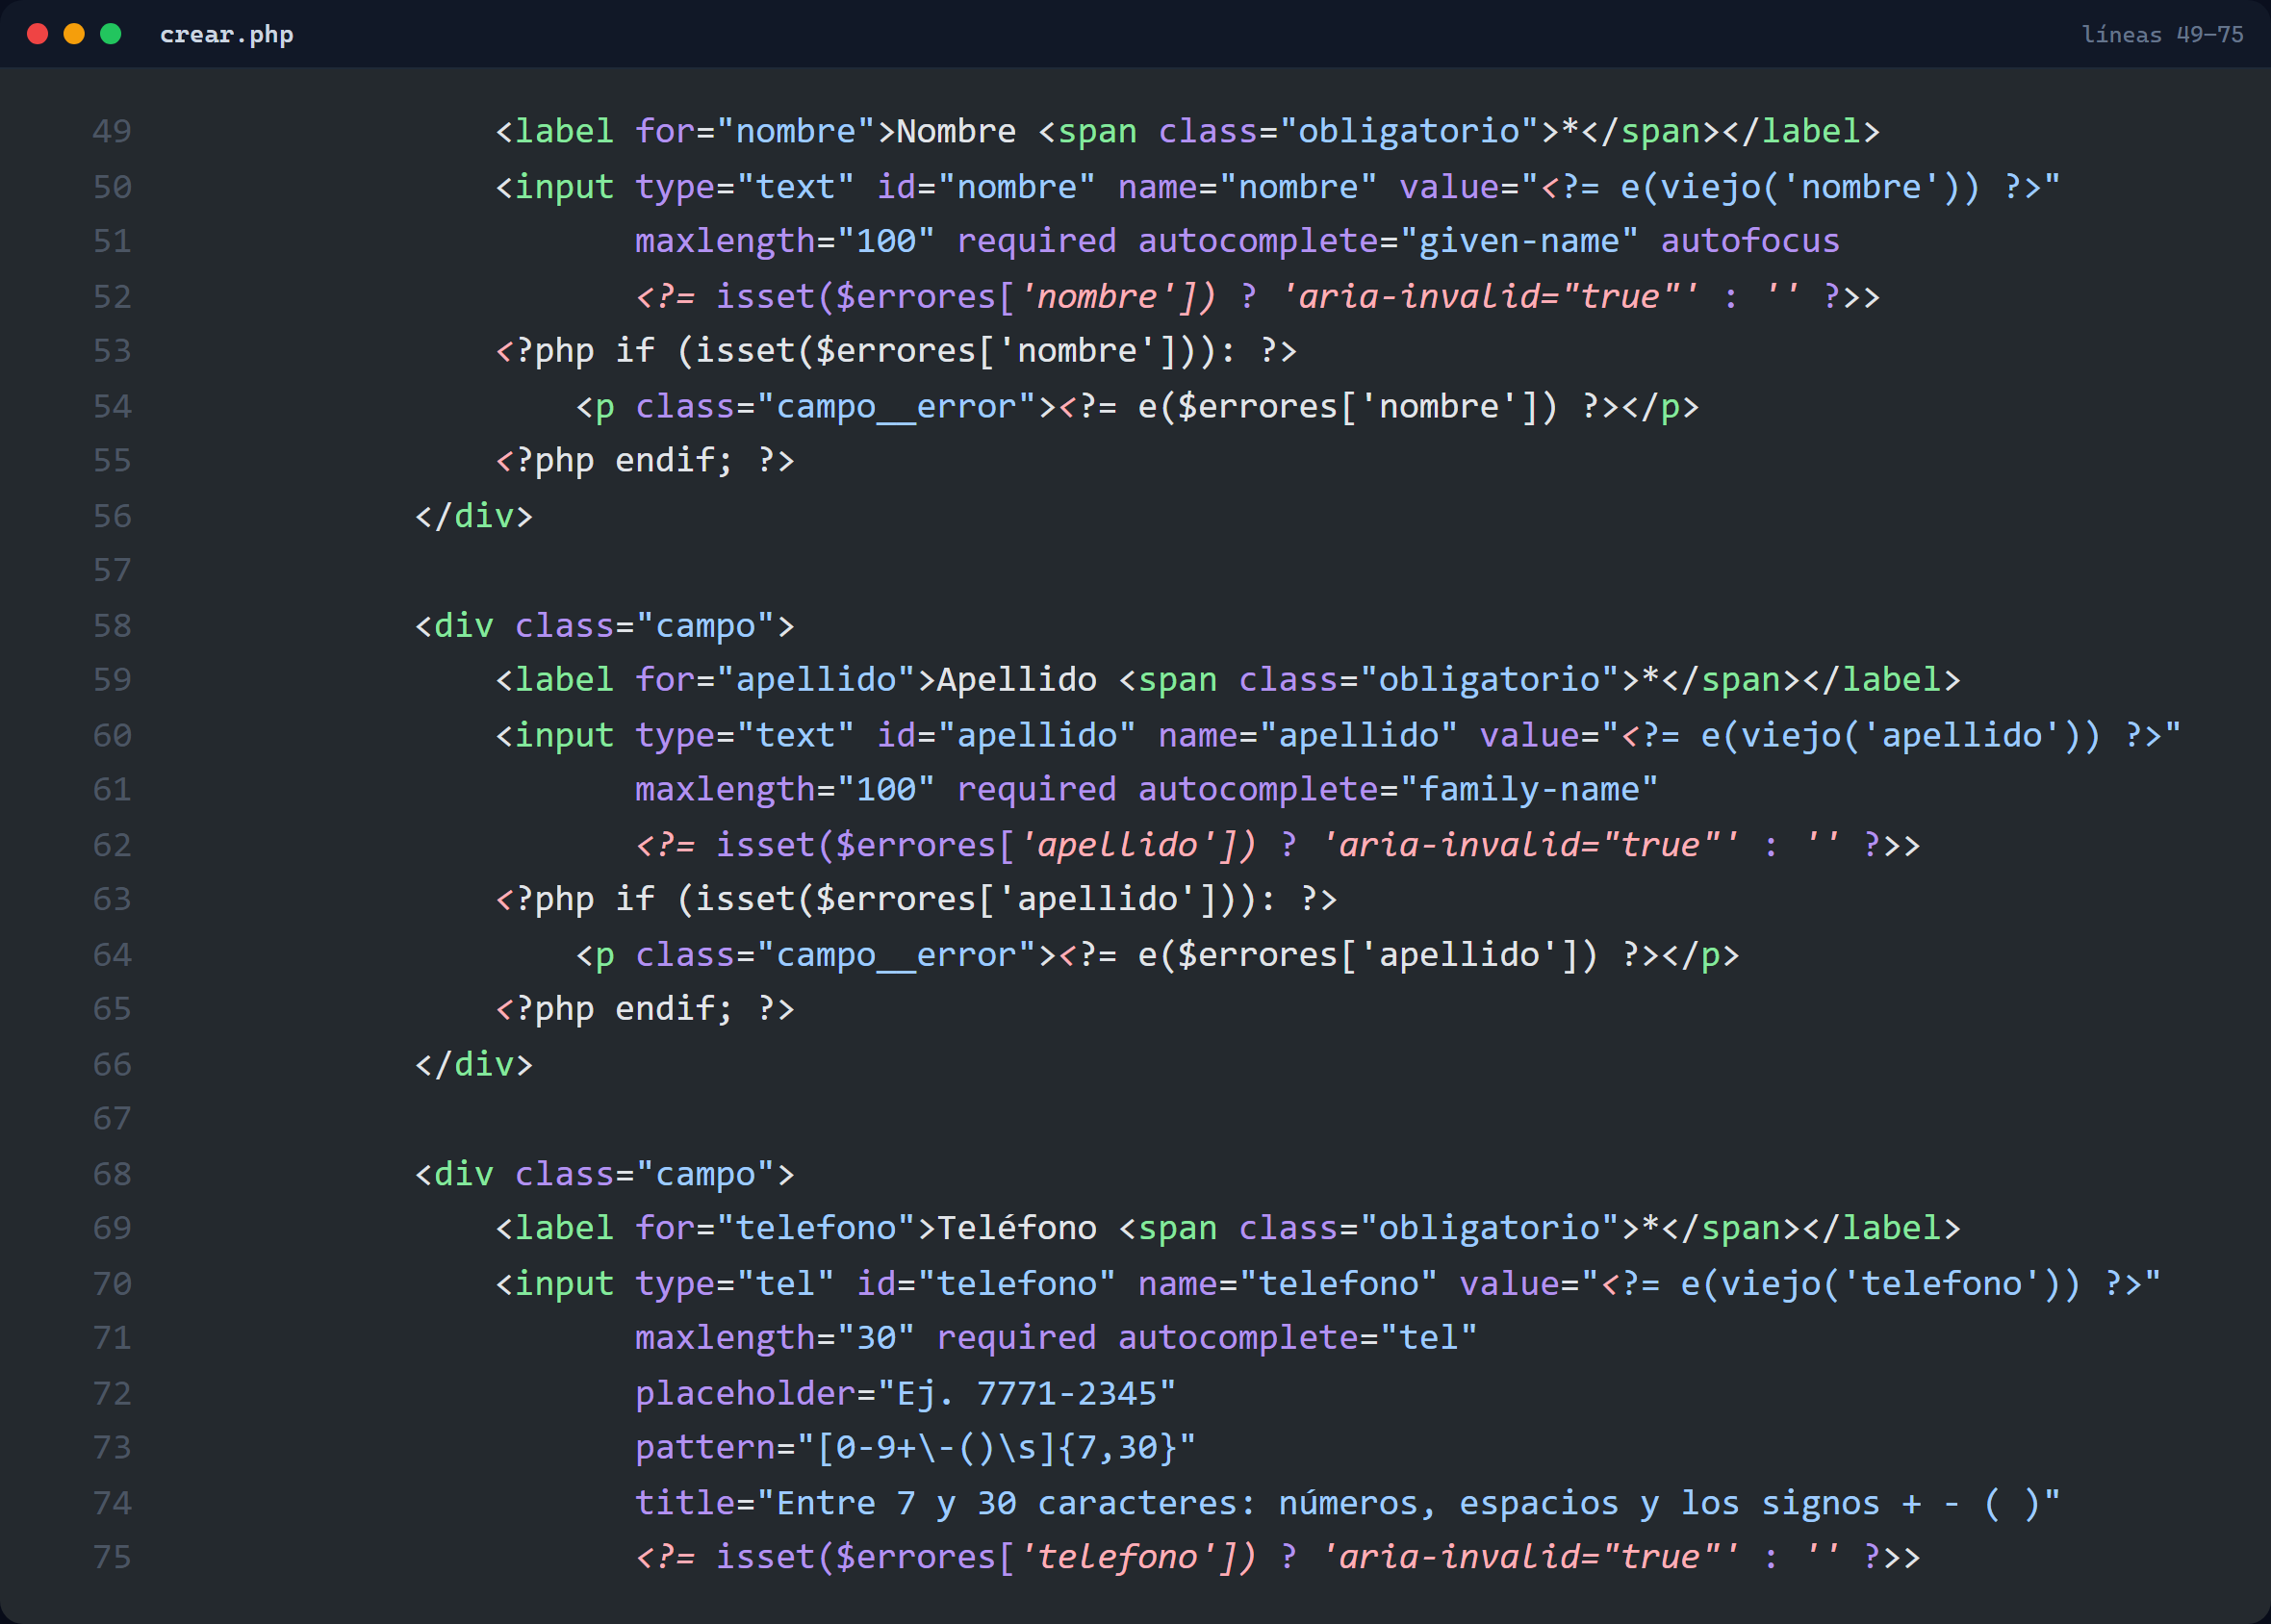 crear.php
líneas 49–75
49 <label for="nombre">Nombre <span class="obligatorio">*</span></label>
50 <input type="text" id="nombre" name="nombre" value="<?= e(viejo('nombre')) ?>"
51 maxlength="100" required autocomplete="given-name" autofocus
52 <?= isset($errores['nombre']) ? 'aria-invalid="true"' : '' ?>>
53 <?php if (isset($errores['nombre'])): ?>
54 <p class="campo__error"><?= e($errores['nombre']) ?></p>
55 <?php endif; ?>
56 </div>
57
58 <div class="campo">
59 <label for="apellido">Apellido <span class="obligatorio">*</span></label>
60 <input type="text" id="apellido" name="apellido" value="<?= e(viejo('apellido')) ?>"
61 maxlength="100" required autocomplete="family-name"
62 <?= isset($errores['apellido']) ? 'aria-invalid="true"' : '' ?>>
63 <?php if (isset($errores['apellido'])): ?>
64 <p class="campo__error"><?= e($errores['apellido']) ?></p>
65 <?php endif; ?>
66 </div>
67
68 <div class="campo">
69 <label for="telefono">Teléfono <span class="obligatorio">*</span></label>
70 <input type="tel" id="telefono" name="telefono" value="<?= e(viejo('telefono')) ?>"
71 maxlength="30" required autocomplete="tel"
72 placeholder="Ej. 7771-2345"
73 pattern="[0-9+\-()\s]{7,30}"
74 title="Entre 7 y 30 caracteres: números, espacios y los signos + - ( )"
75 <?= isset($errores['telefono']) ? 'aria-invalid="true"' : '' ?>>